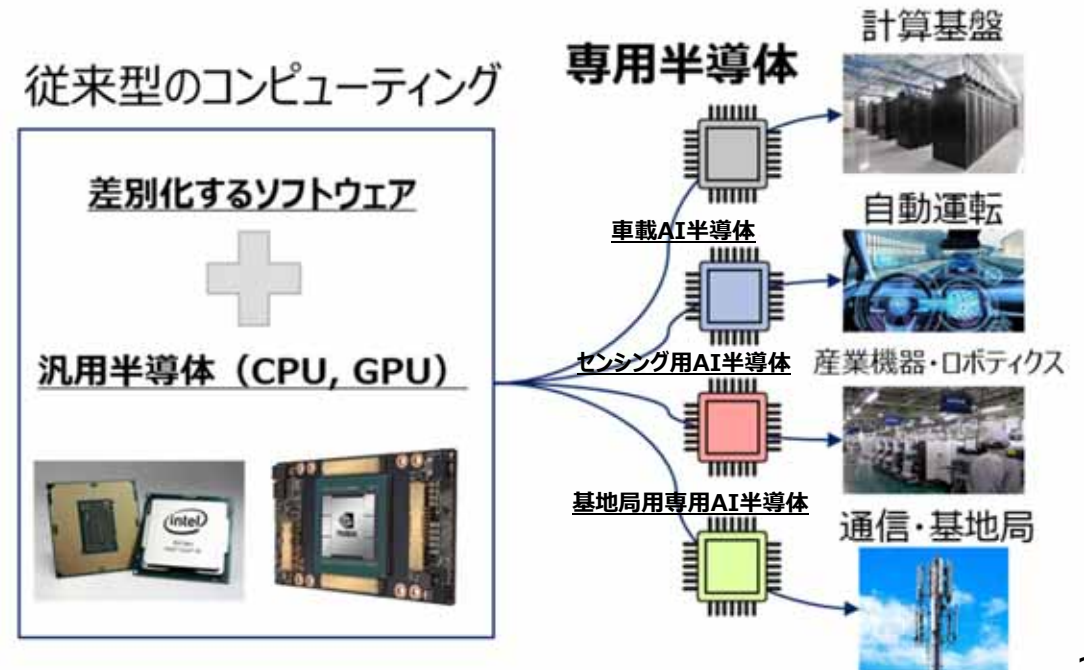 従来型のコンピューティング
差別化するソフトウェア
汎用半導体（CPU, GPU）
intel
専用半導体
計算基盤
車載AI半導体
自動運転
センシング用AI半導体
産業機器・ロボティクス
基地局用専用AI半導体
通信・基地局